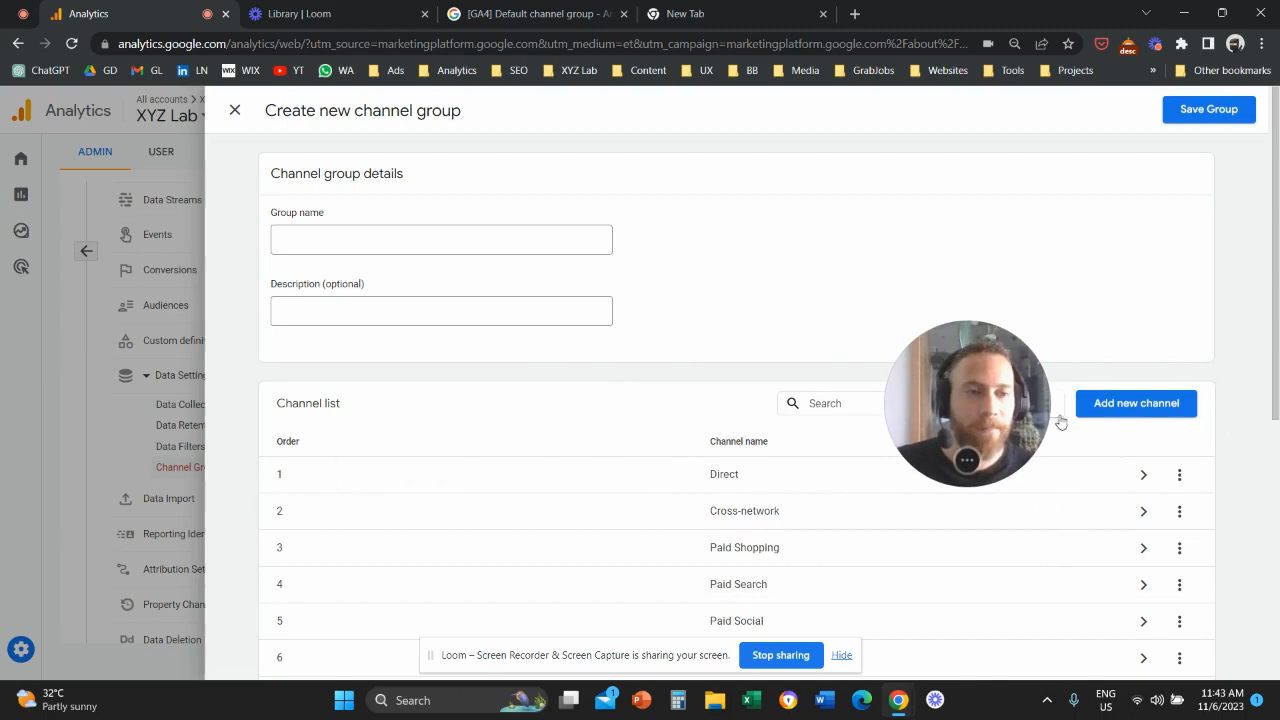 Analytics
Library | Loom
[GA4] Default channel group - An
New Tab
analytics.google.com/analytics/web/?utm_source=marketingplatform.google.com&utm_medium=et&utm_campaign=marketingplatform.google.com%2Fabout%2F...
desc
ChatGPT
GD
GL
LN
WIX
YT
WA
Ads
Analytics
SEO
XYZ Lab
Content
UX
BB
Media
GrabJobs
Websites
Tools
Projects
Other bookmarks
Analytics
All accounts > X
XYZ Lab
Create new channel group
Save Group
ADMIN
USER
Data Streams
Events
Conversions
Audiences
Custom defini
Data Setting
Data Collec
Data Reten
Data Filters
Channel Gr
Data Import
Reporting Iden
Attribution Set
Property Chan
Data Deletion
Channel group details
Group name
Description (optional)
Channel list
Search
Add new channel
Order
Channel name
1
Direct
2
Cross-network
3
Paid Shopping
4
Paid Search
5
Paid Social
6
Loom – Screen Recorder & Screen Capture is sharing your screen.
Stop sharing
Hide
32°C
Partly sunny
Search
1
ENG
US
11:43 AM
11/6/2023